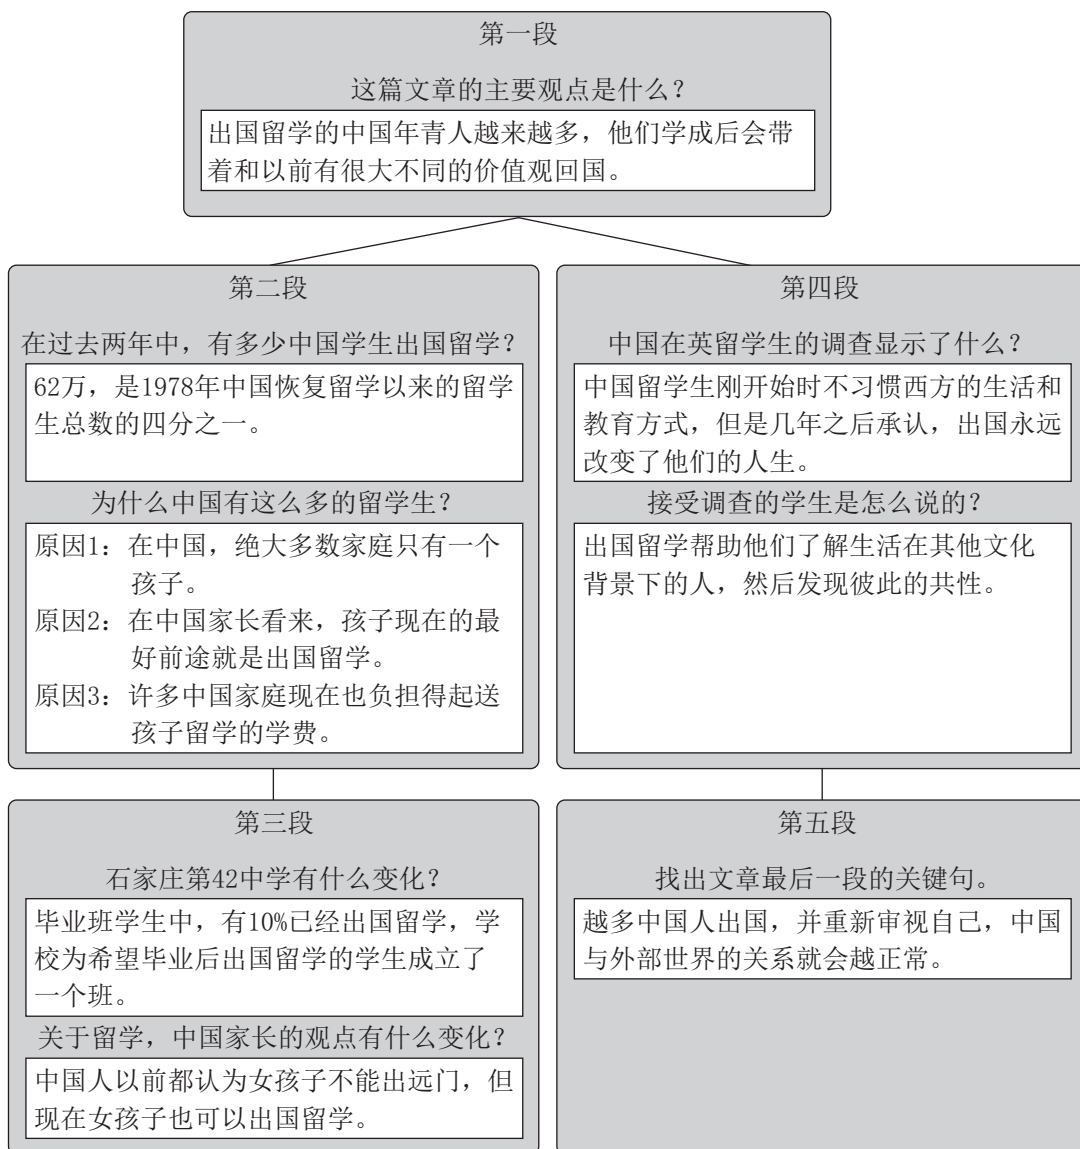 第一段
这篇文章的主要观点是什么?
出国留学的中国年青人越来越多，他们学成后会带
着和以前有很大不同的价值观回国。
第二段
在过去两年中，有多少中国学生出国留学?
62万，是1978年中国恢复留学以来的留学
生总数的四分之一。
为什么中国有这么多的留学生?
原因1：在中国，绝大多数家庭只有一个
孩子。
原因2：在中国家长看来，孩子现在的最
好前途就是出国留学。
原因3：许多中国家庭现在也负担得起送
孩子留学的学费。
第四段
中国在英留学生的调查显示了什么?
中国留学生刚开始时不习惯西方的生活和
教育方式，但是几年之后承认，出国永远
改变了他们的人生。
接受调查的学生是怎么说的?
出国留学帮助他们了解生活在其他文化
背景下的人，然后发现彼此的共性。
第三段
石家庄第42中学有什么变化?
毕业班学生中，有10%已经出国留学，学
校为希望毕业后出国留学的学生成立了
一个班。
关于留学，中国家长的观点有什么变化?
中国人以前都认为女孩子不能出远门，但
现在女孩子也可以出国留学。
第五段
找出文章最后一段的关键句。
越多中国人出国，并重新审视自己，中国
与外部世界的关系就会越正常。